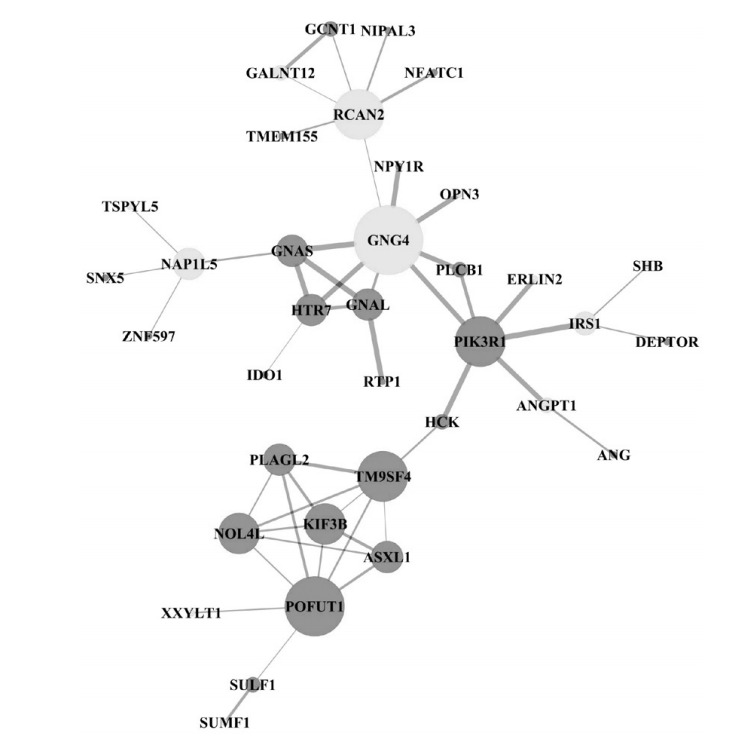 GCNT1
NIPAL3
GALNT12
NFATC1
RCAN2
TMEM155
NPY1R
OPN3
TSPYL5
GNG4
GNAS
NAP1L5
PLCB1
SNX5
ERLIN2
SHB
HTR7
GNAL
IRS1
ZNF597
PIK3R1
DEPTOR
IDO1
RTP1
ANGPT1
HCK
ANG
PLAGL2
TM9SF4
KIF3B
NOL4L
ASXL1
POFUT1
XXYLT1
SULF1
SUMF1